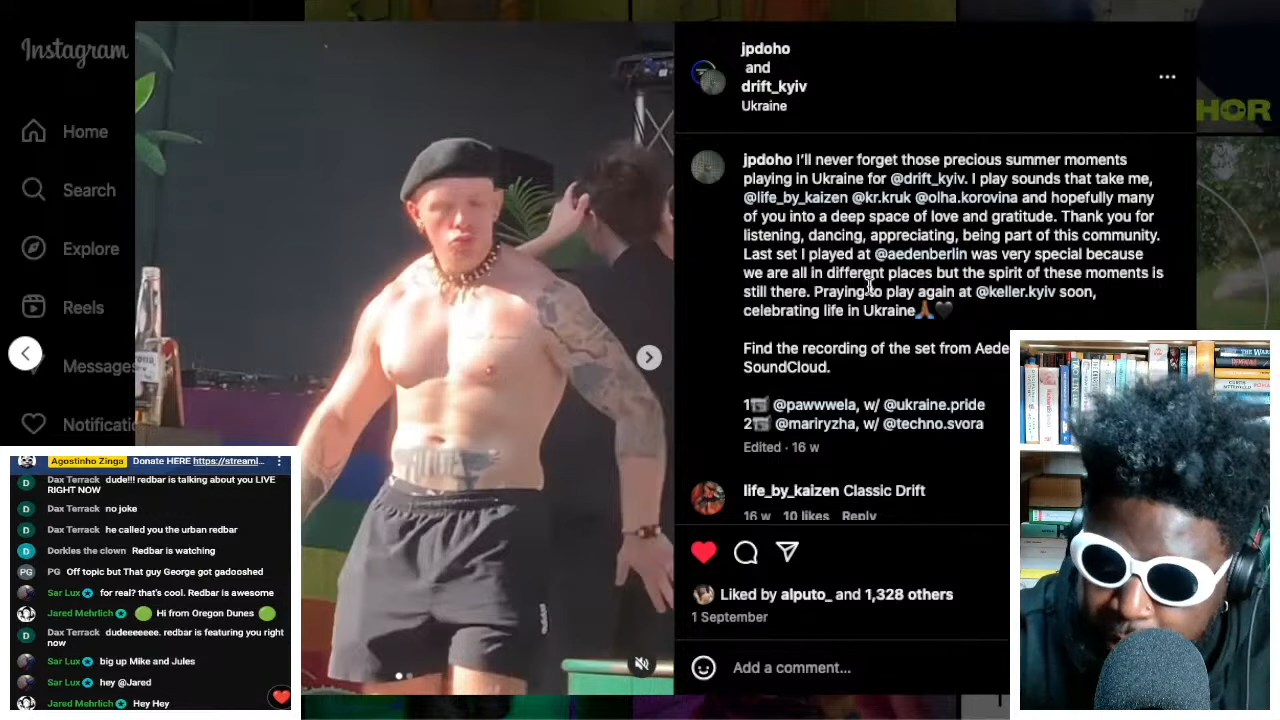 Instagram
Home
Search
Explore
Reels
Messages
Notificatio
jpdoho
and
drift_kyiv
Ukraine
jpdoho I'll never forget those precious summer moments
playing in Ukraine for @drift_kyiv. I play sounds that take me,
@life_by_kaizen @kr.kruk @olha.korovina and hopefully many
of you into a deep space of love and gratitude. Thank you for
listening, dancing, appreciating, being part of this community.
Last set I played at @aedenberlin was very special because
we are all in different places but the spirit of these moments is
still there. Praying to play again at @keller.kyiv soon,
celebrating life in Ukraine🙏🏾🖤
Find the recording of the set from Aede
SoundCloud.
1📹 @pawwwela, w/ @ukraine.pride
2📹 @mariryzha, w/ @techno.svora
Edited · 16 w
life_by_kaizen Classic Drift
16 w 10 likes Reply
Liked by alputo_ and 1,328 others
1 September
Add a comment...
HOR
Agostinho Zinga Donate HERE https://streaml...
Dax Terrack dude!!! redbar is talking about you LIVE
RIGHT NOW
Dax Terrack no joke
Dax Terrack he called you the urban redbar
Dorkles the clown Redbar is watching
PG PG Off topic but That guy George got gadooshed
Sar Lux for real? that's cool. Redbar is awesome
Jared Mehrlich 🟢 Hi from Oregon Dunes 🟢
Dax Terrack dudeeeeeee. redbar is featuring you right
now
Sar Lux big up Mike and Jules
Sar Lux hey @Jared
Jared Mehrlich Hey Hey